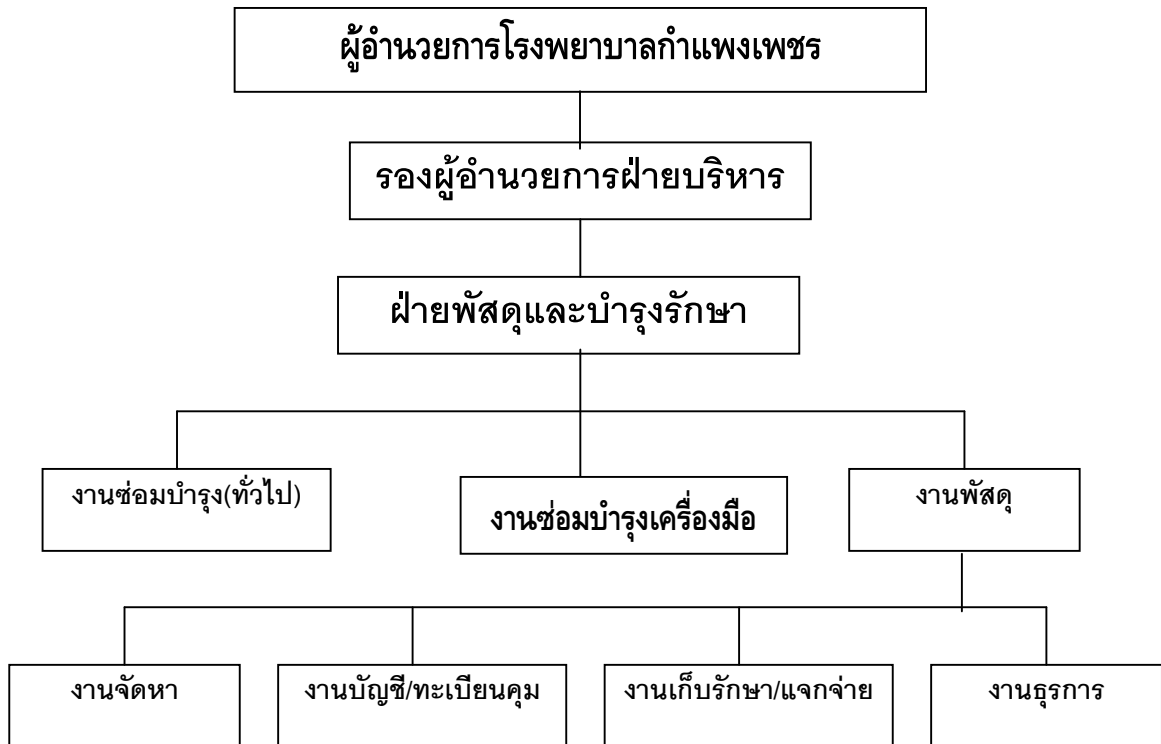 ผู้อำนวยการโรงพยาบาลกำแพงเพชร
รองผู้อำนวยการฝ่ายบริหาร
ฝ่ายพัสดุและบำรุงรักษา
งานซ่อมบำรุง(ทั่วไป)
งานซ่อมบำรุงเครื่องมือ
งานพัสดุ
งานจัดหา
งานบัญชี/ทะเบียนคุม
งานเก็บรักษา/แจกจ่าย
งานธุรการ